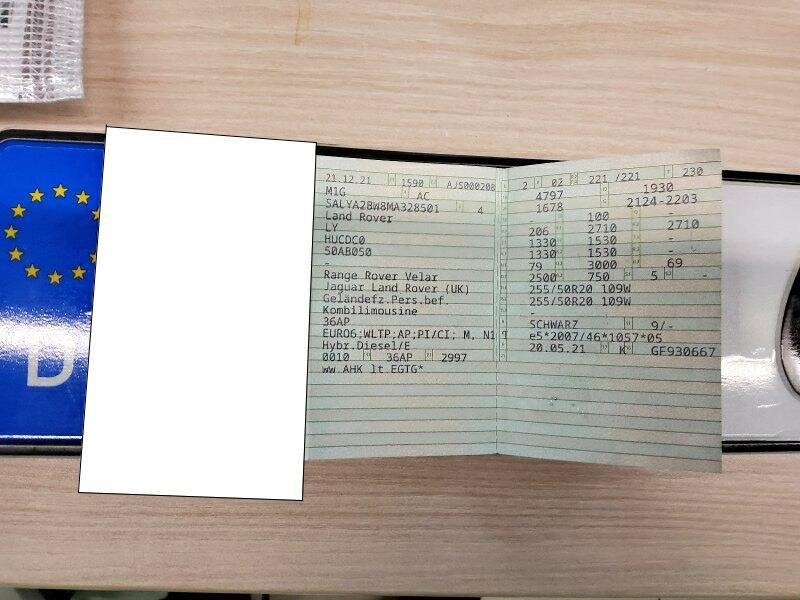 D
21.12.21 1590 AJS000208
M1G AC
SALYA2BW8MA328501 4
Land Rover
LY
HUCDC0
50AB050
-
Range Rover Velar
Jaguar Land Rover (UK)
Geländefz.Pers.bef.
Kombilimousine
36AP
EURO6;WLTP;AP;PI/CI; M, N1
Hybr.Diesel/E
0010 36AP 2997
ww.AHK lt.EGTG*
2 02 221 /221 230
4797 1930
1678 2124-2203
- 100 -
206 2710 2710
1330 1530 -
1330 1530 -
79 3000 69
2500 750 5 -
255/50R20 109W
255/50R20 109W
-
SCHWARZ 9/-
e5*2007/46*1057*05
20.05.21 K GF930667